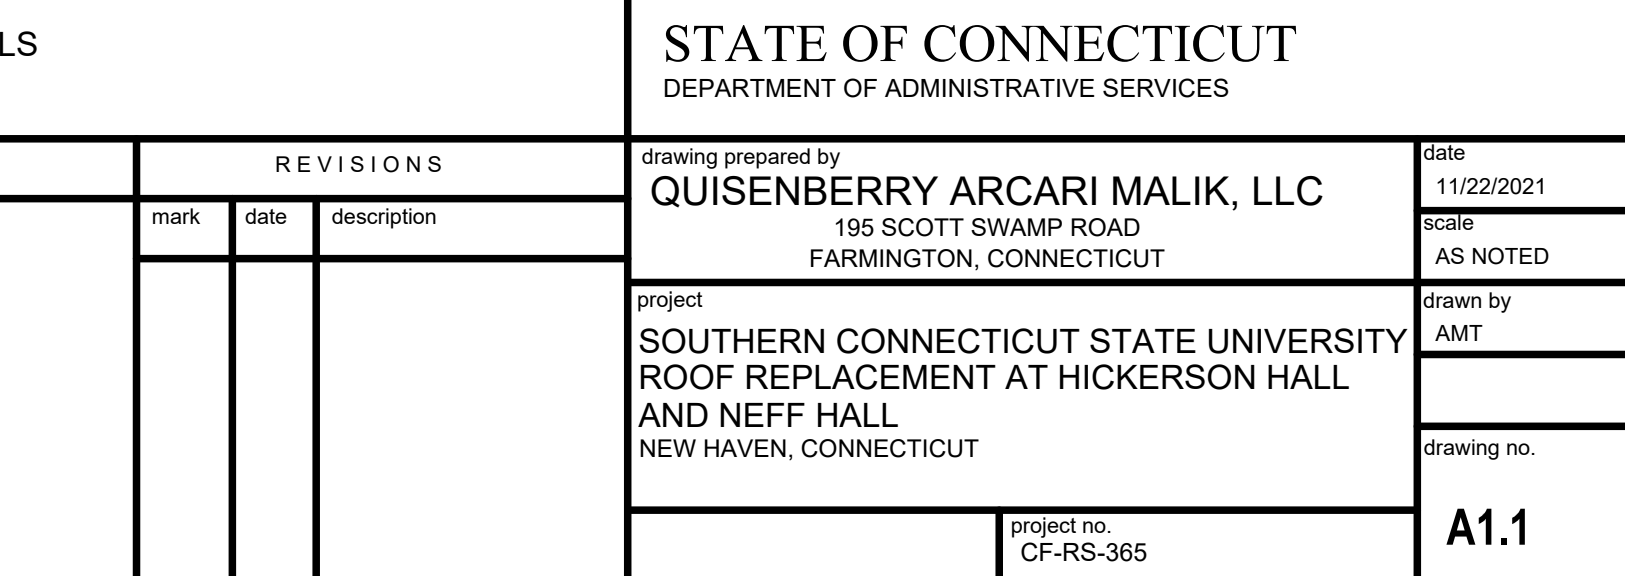 LS
STATE OF CONNECTICUT
DEPARTMENT OF ADMINISTRATIVE SERVICES
REVISIONS
mark
date
description
drawing prepared by
QUISENBERRY ARCARI MALIK, LLC
195 SCOTT SWAMP ROAD
FARMINGTON, CONNECTICUT
date
11/22/2021
scale
AS NOTED
drawn by
AMT
project
SOUTHERN CONNECTICUT STATE UNIVERSITY
ROOF REPLACEMENT AT HICKERSON HALL
AND NEFF HALL
NEW HAVEN, CONNECTICUT
project no.
CF-RS-365
drawing no.
A1.1